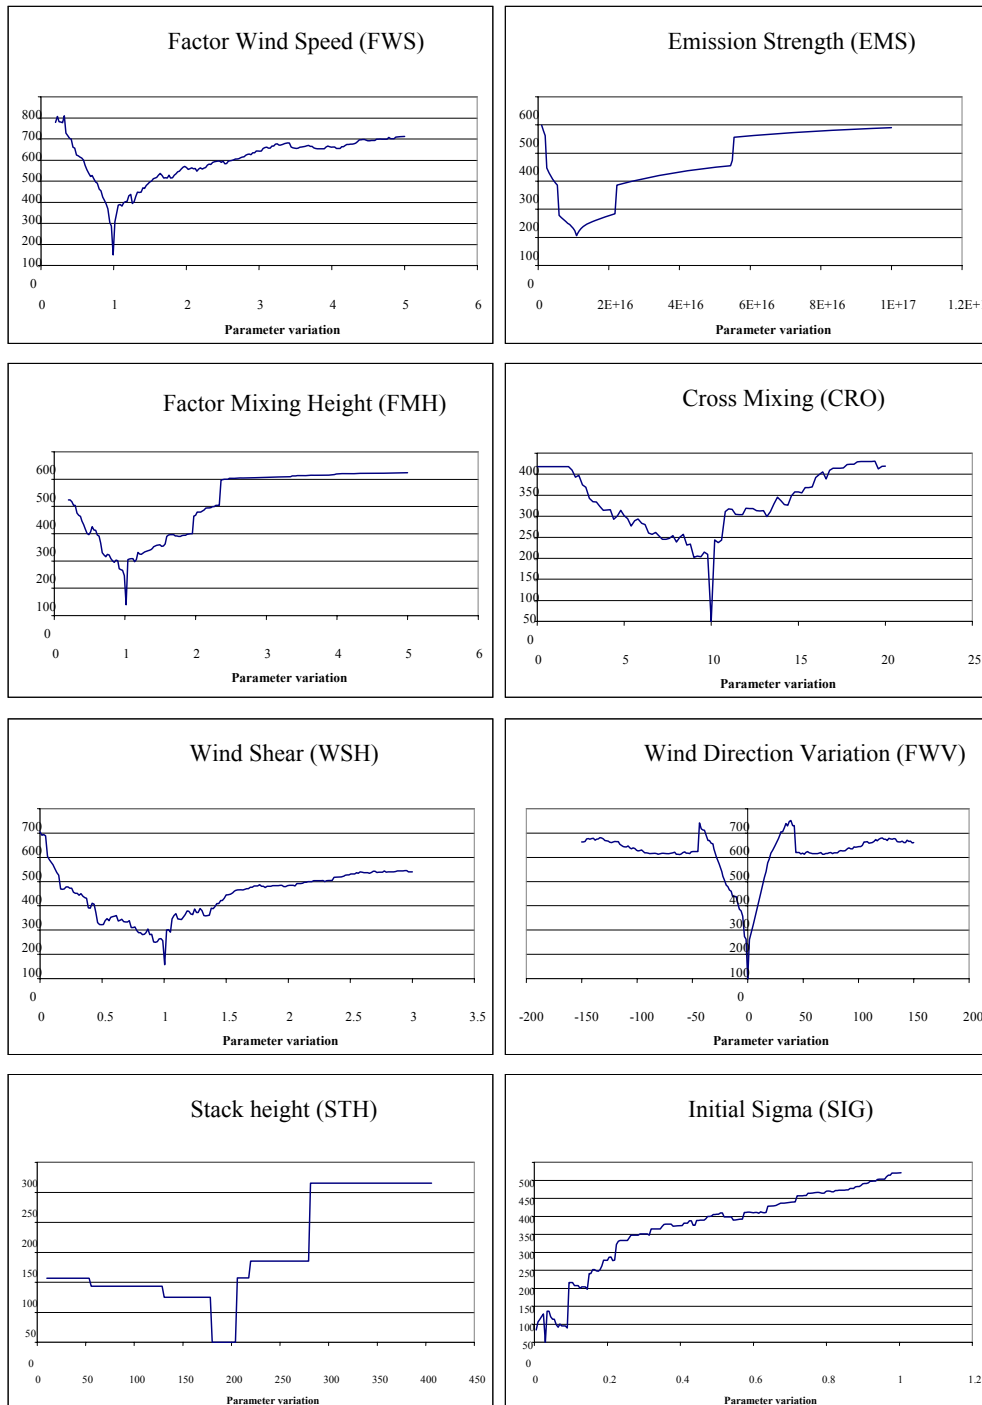 Factor Wind Speed (FWS)
800
700
600
500
400
300
200
100
0
0 1 2 3 4 5 6
Parameter variation
Emission Strength (EMS)
600
500
400
300
200
100
0
0 2E+16 4E+16 6E+16 8E+16 1E+17 1.2E+1
Parameter variation
Factor Mixing Height (FMH)
600
500
400
300
200
100
0
0 1 2 3 4 5 6
Parameter variation
Cross Mixing (CRO)
400
350
300
250
200
150
100
50
0
0 5 10 15 20 25
Parameter variation
Wind Shear (WSH)
700
600
500
400
300
200
100
0
0 0.5 1 1.5 2 2.5 3 3.5
Parameter variation
Wind Direction Variation (FWV)
700
600
500
400
300
200
100
0
-200 -150 -100 -50 0 50 100 150 200
Parameter variation
Stack height (STH)
300
250
200
150
100
50
0
0 50 100 150 200 250 300 350 400 450
Parameter variation
Initial Sigma (SIG)
500
450
400
350
300
250
200
150
100
50
0
0 0.2 0.4 0.6 0.8 1 1.2
Parameter variation